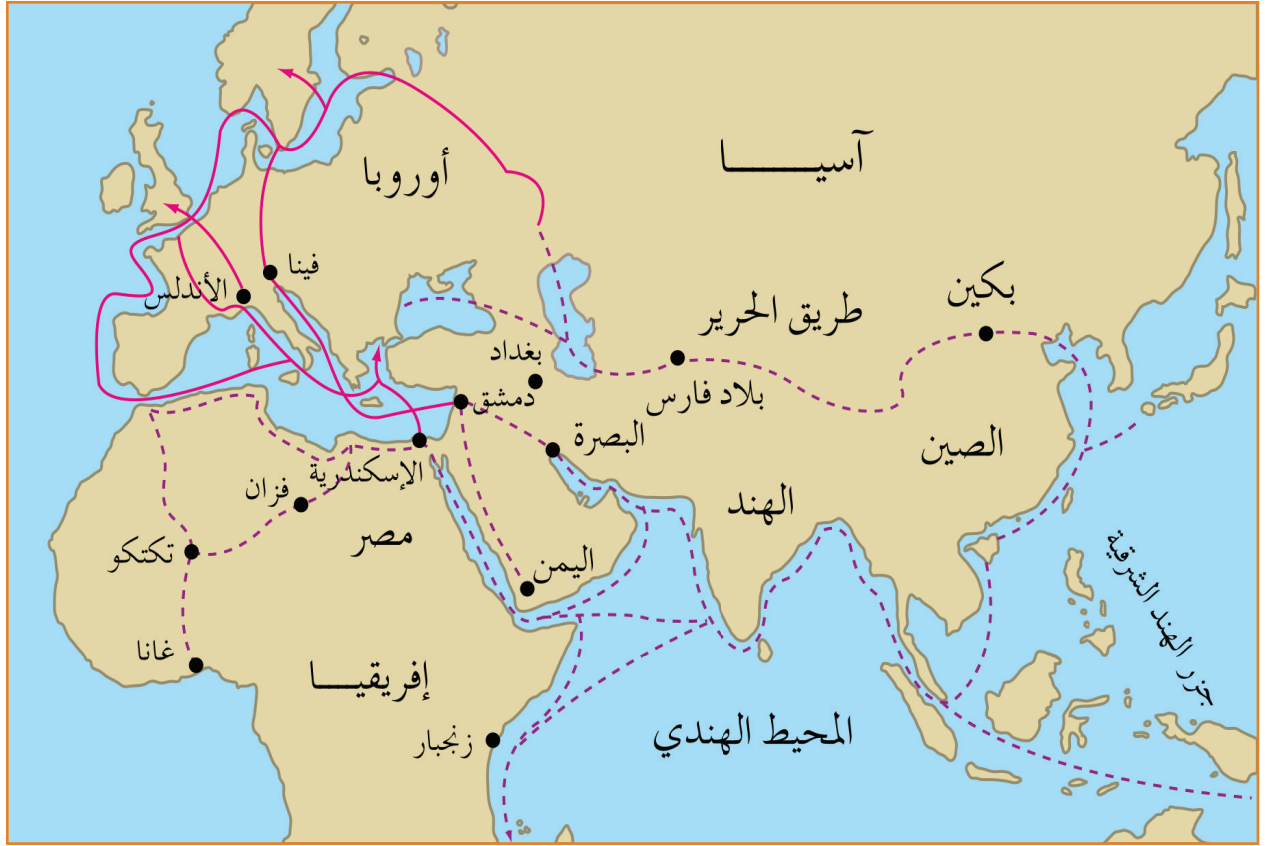 آسيـــــا
أوروبا
فينا
الأندلس
بكين
طريق الحرير
بغداد
دمشق
بلاد فارس
البصرة
الصين
الإسكندرية
فزان
الهند
مصر
تكتكو
اليمن
جزر الهند الشرقية
غانا
إفريقيـــا
زنجبار
المحيط الهندي